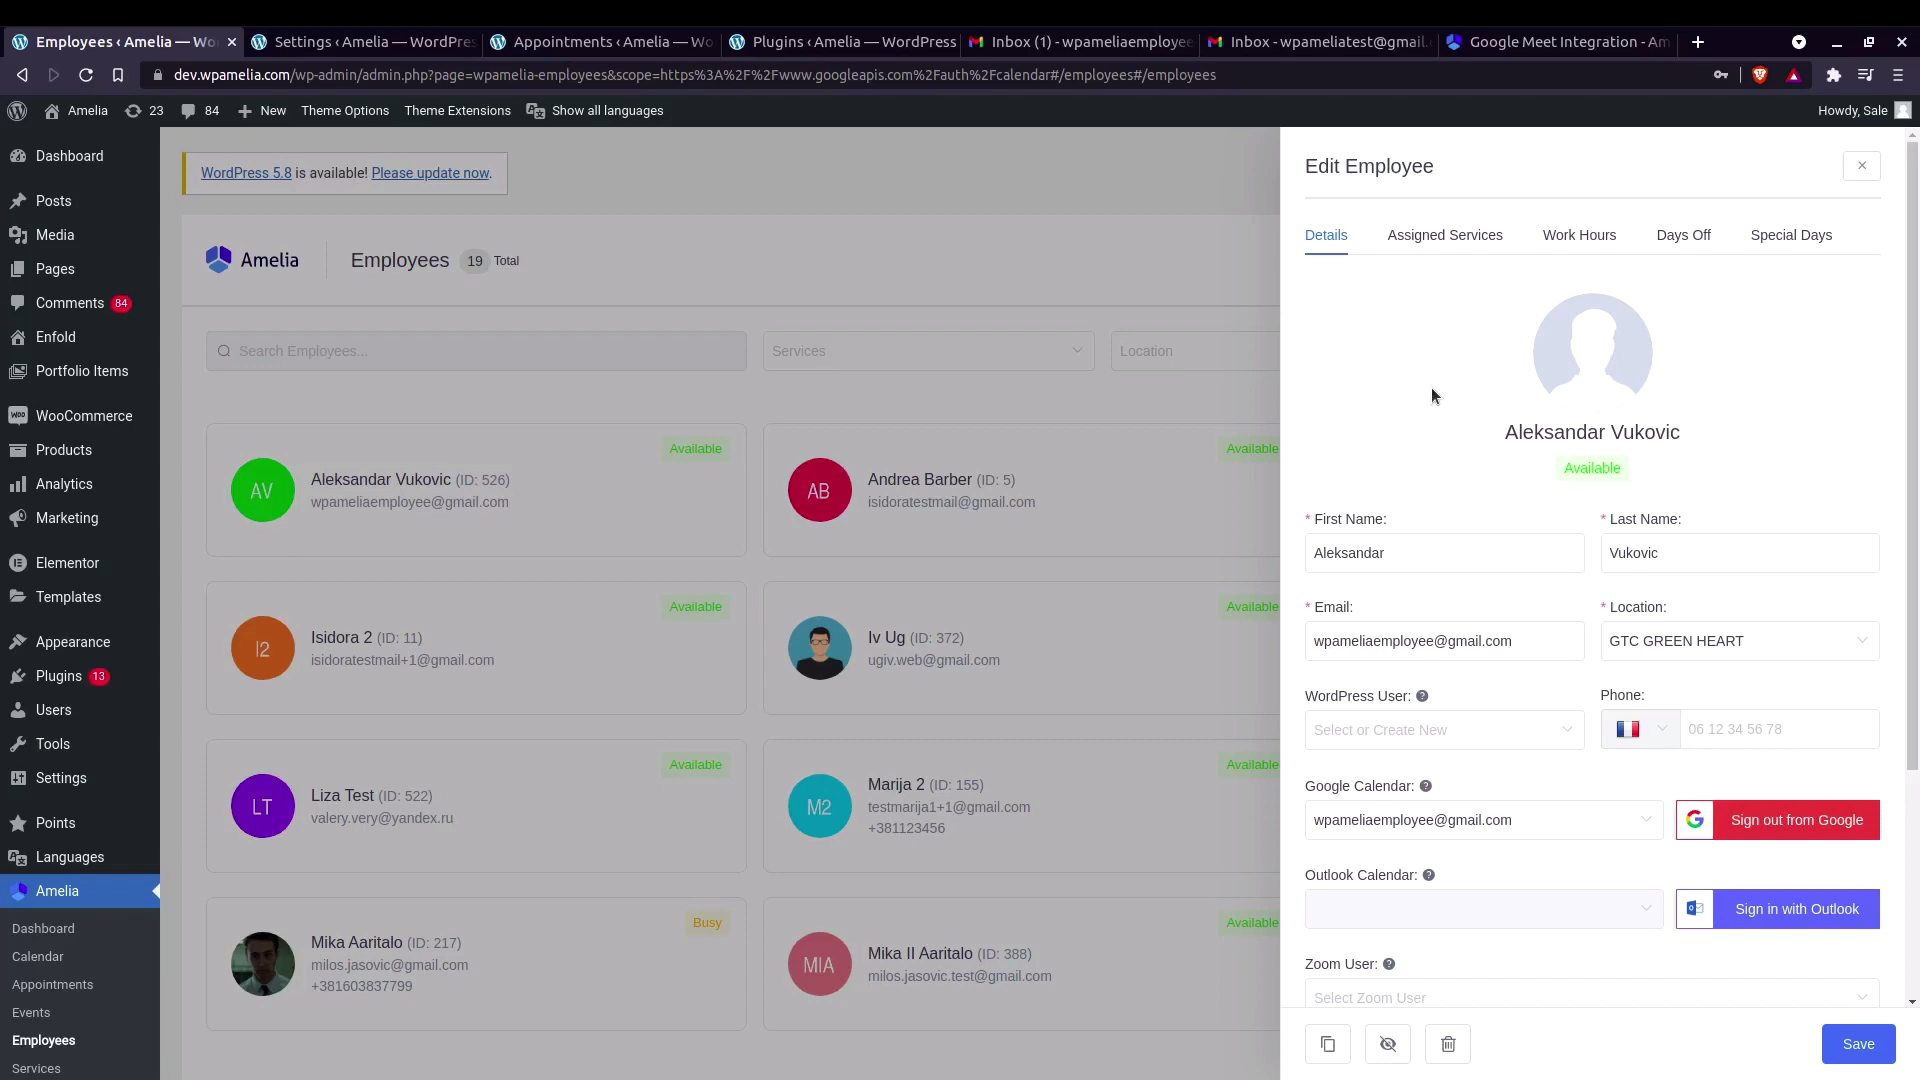 Employees ‹ Amelia — Wo
Settings ‹ Amelia — WordPres
Appointments ‹ Amelia — Wo
Plugins ‹ Amelia — WordPress
Inbox (1) - wpameliaemployee
Inbox - wpameliatest@gmail.
Google Meet Integration - Am
dev.wpamelia.com/wp-admin/admin.php?page=wpamelia-employees&scope=https%3A%2F%2Fwww.googleapis.com%2Fauth%2Fcalendar#/employees#/employees
Amelia
23
84
New
Theme Options
Theme Extensions
Show all languages
Howdy, Sale
Dashboard
Posts
Media
Pages
Comments 84
Enfold
Portfolio Items
WooCommerce
Products
Analytics
Marketing
Elementor
Templates
Appearance
Plugins 13
Users
Tools
Settings
Points
Languages
Amelia
Dashboard
Calendar
Appointments
Events
Employees
Services
WordPress 5.8 is available! Please update now.
Amelia
Employees 19 Total
Search Employees...
Services
Location
Available
AV
Aleksandar Vukovic (ID: 526)
wpameliaemployee@gmail.com
Available
AB
Andrea Barber (ID: 5)
isidoratestmail@gmail.com
Available
I2
Isidora 2 (ID: 11)
isidoratestmail+1@gmail.com
Available
Iv Ug (ID: 372)
ugiv.web@gmail.com
Available
LT
Liza Test (ID: 522)
valery.very@yandex.ru
Available
M2
Marija 2 (ID: 155)
testmarija1+1@gmail.com
+381123456
Busy
Mika Aaritalo (ID: 217)
milos.jasovic@gmail.com
+381603837799
Available
MIA
Mika II Aaritalo (ID: 388)
milos.jasovic.test@gmail.com
Edit Employee
Details
Assigned Services
Work Hours
Days Off
Special Days
Aleksandar Vukovic
Available
* First Name:
Aleksandar
* Last Name:
Vukovic
* Email:
wpameliaemployee@gmail.com
* Location:
GTC GREEN HEART
WordPress User: ?
Select or Create New
Phone:
06 12 34 56 78
Google Calendar: ?
wpameliaemployee@gmail.com
Sign out from Google
Outlook Calendar: ?
Sign in with Outlook
Zoom User: ?
Select Zoom User
Save